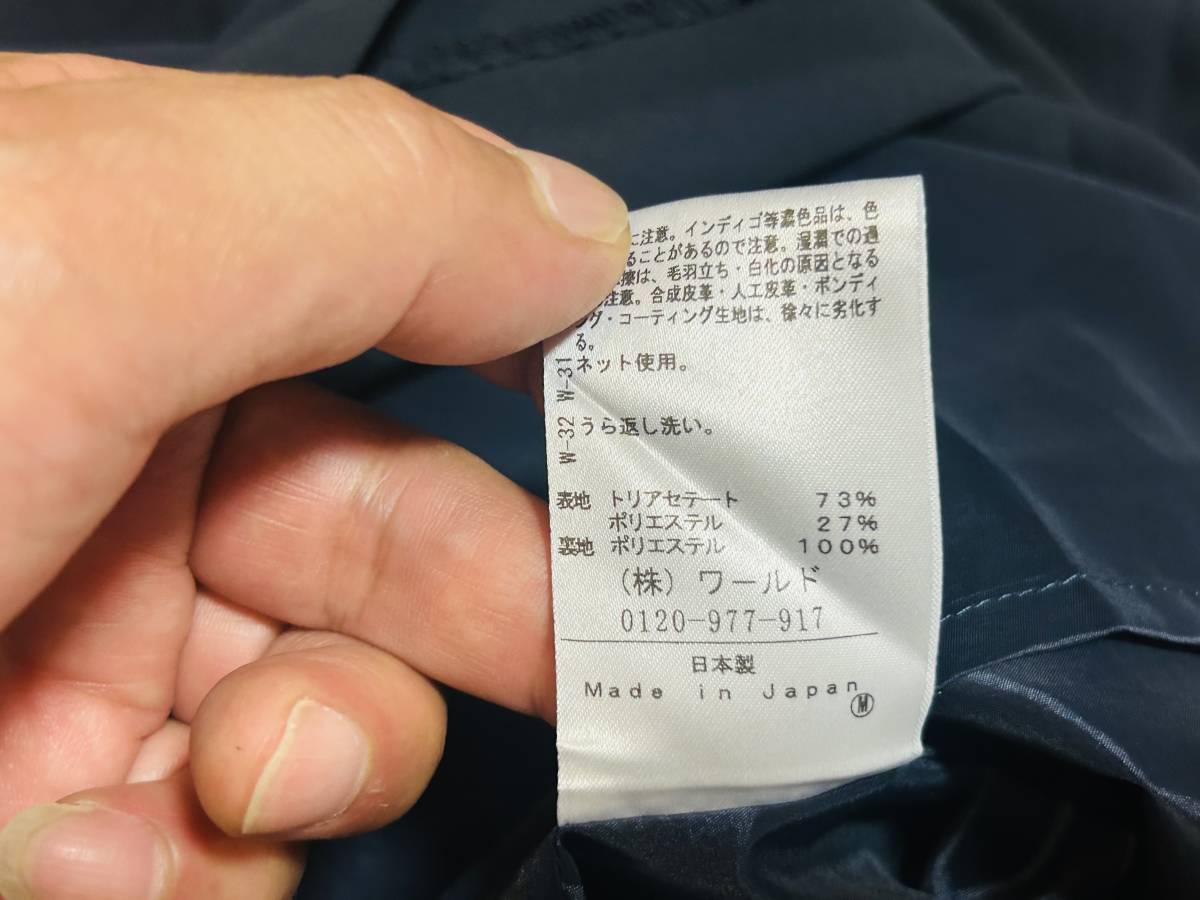 に注意。インディゴ等濃色品は、色
ることがあるので注意。湿潤での過
擦は、毛羽立ち・白化の原因となる
注意。合成皮革・人工皮革・ボンディ
ング・コーティング生地は、徐々に劣化す
る。
W-31 ネット使用。
W-32 うら返し洗い。
表地 トリアセテート 73%
ポリエステル 27%
裏地 ポリエステル 100%
(株) ワールド
0120-977-917
日本製
Made in Japan
Ⓜ